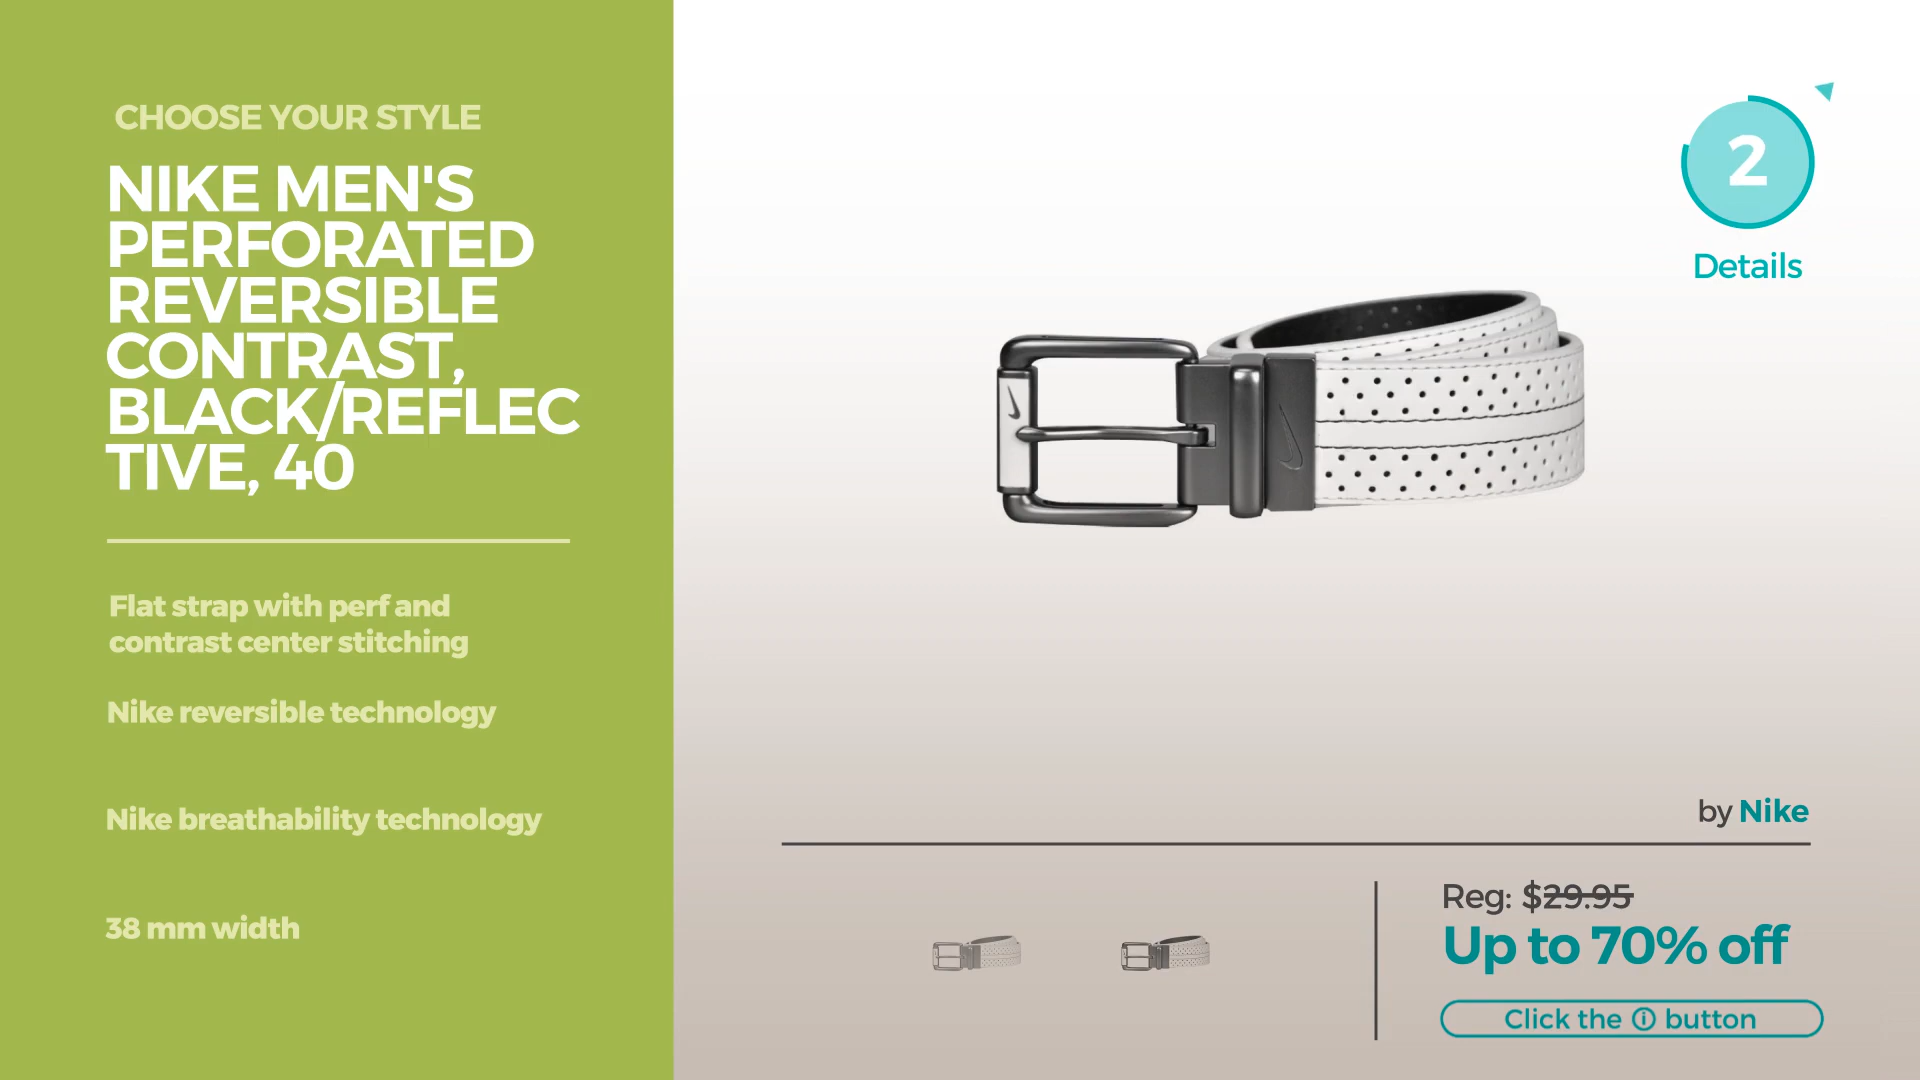 CHOOSE YOUR STYLE
NIKE MEN'S
PERFORATED
REVERSIBLE
CONTRAST,
BLACK/REFLEC
TIVE, 40
Flat strap with perf and
contrast center stitching
Nike reversible technology
Nike breathability technology
38 mm width
2
Details
by Nike
Reg: $29.95
Up to 70% off
Click the ⓘ button